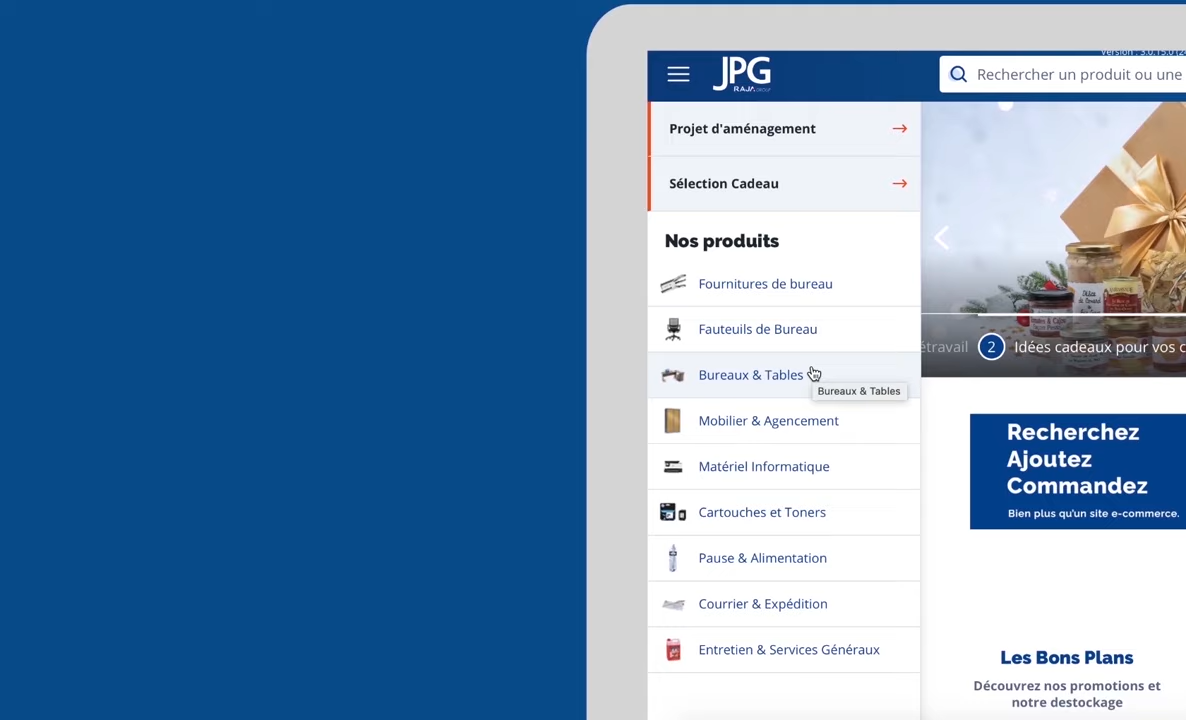 JPG
RAJA GROUP
Rechercher un produit ou une
Projet d'aménagement
Sélection Cadeau
Nos produits
Fournitures de bureau
Fauteuils de Bureau
Bureaux & Tables
Bureaux & Tables
Mobilier & Agencement
Matériel Informatique
Cartouches et Toners
Pause & Alimentation
Courrier & Expédition
Entretien & Services Généraux
étravail 2 Idées cadeaux pour vos c
Recherchez
Ajoutez
Commandez
Bien plus qu'un site e-commerce.
Les Bons Plans
Découvrez nos promotions et
notre destockage